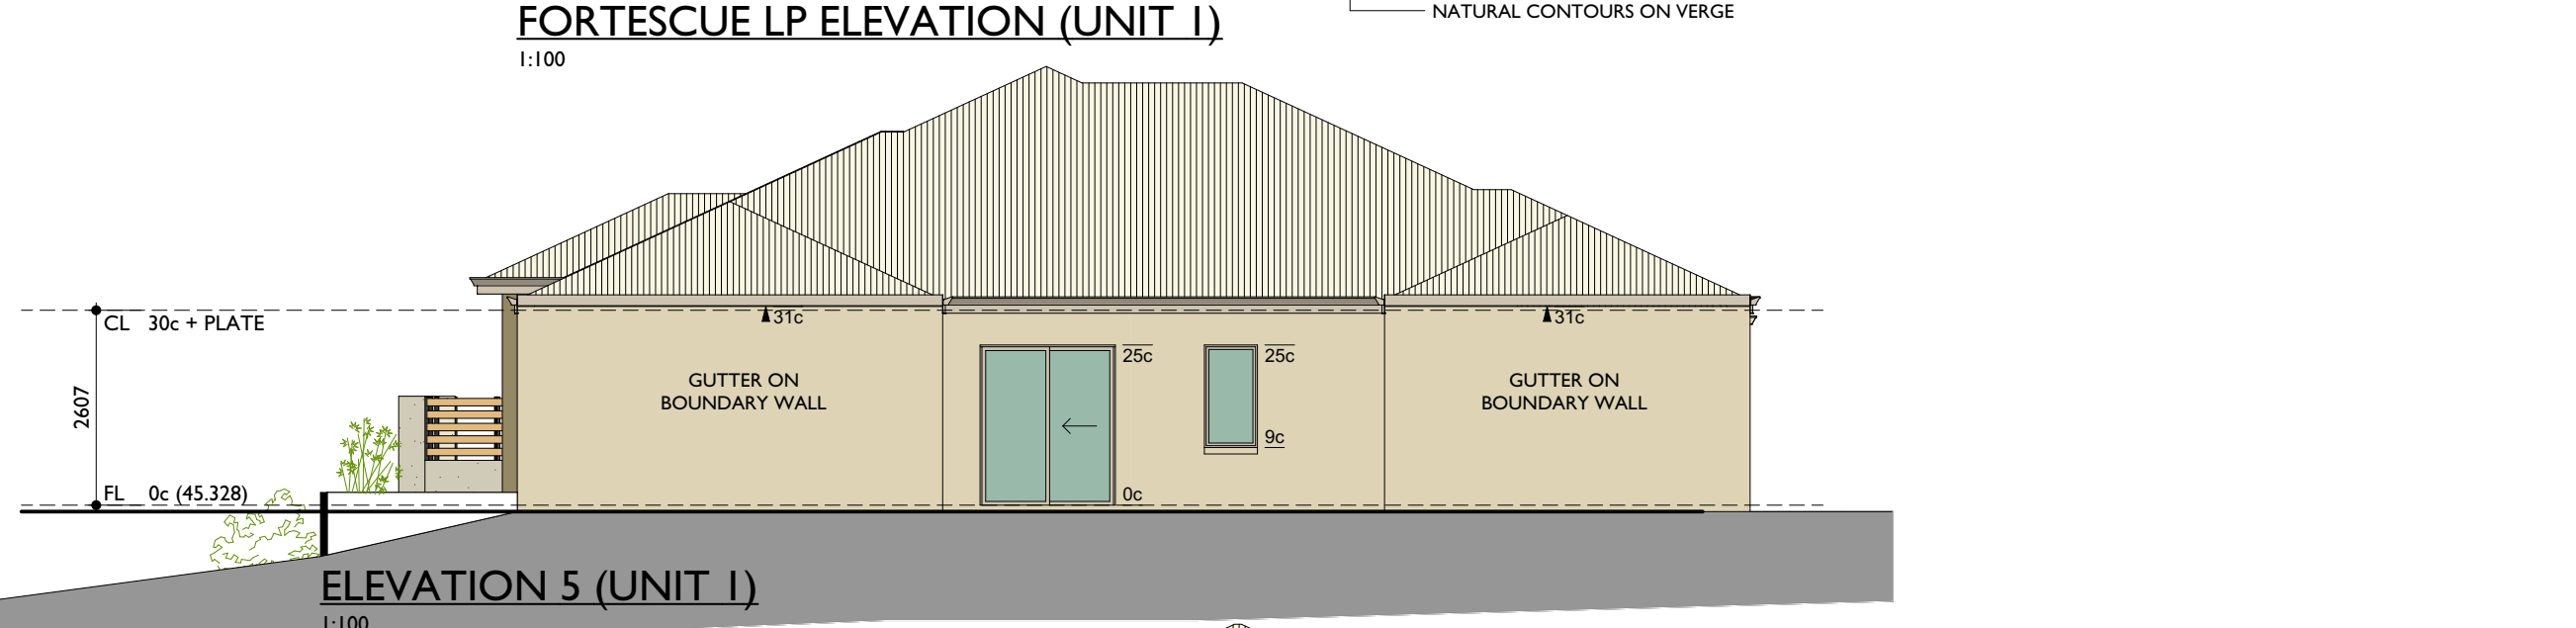 FORTESCUE LP ELEVATION (UNIT 1)
1:100
NATURAL CONTOURS ON VERGE
CL 30c + PLATE
2607
FL 0c (45.328)
31c
GUTTER ON
BOUNDARY WALL
25c
0c
25c
9c
31c
GUTTER ON
BOUNDARY WALL
ELEVATION 5 (UNIT 1)
1:100